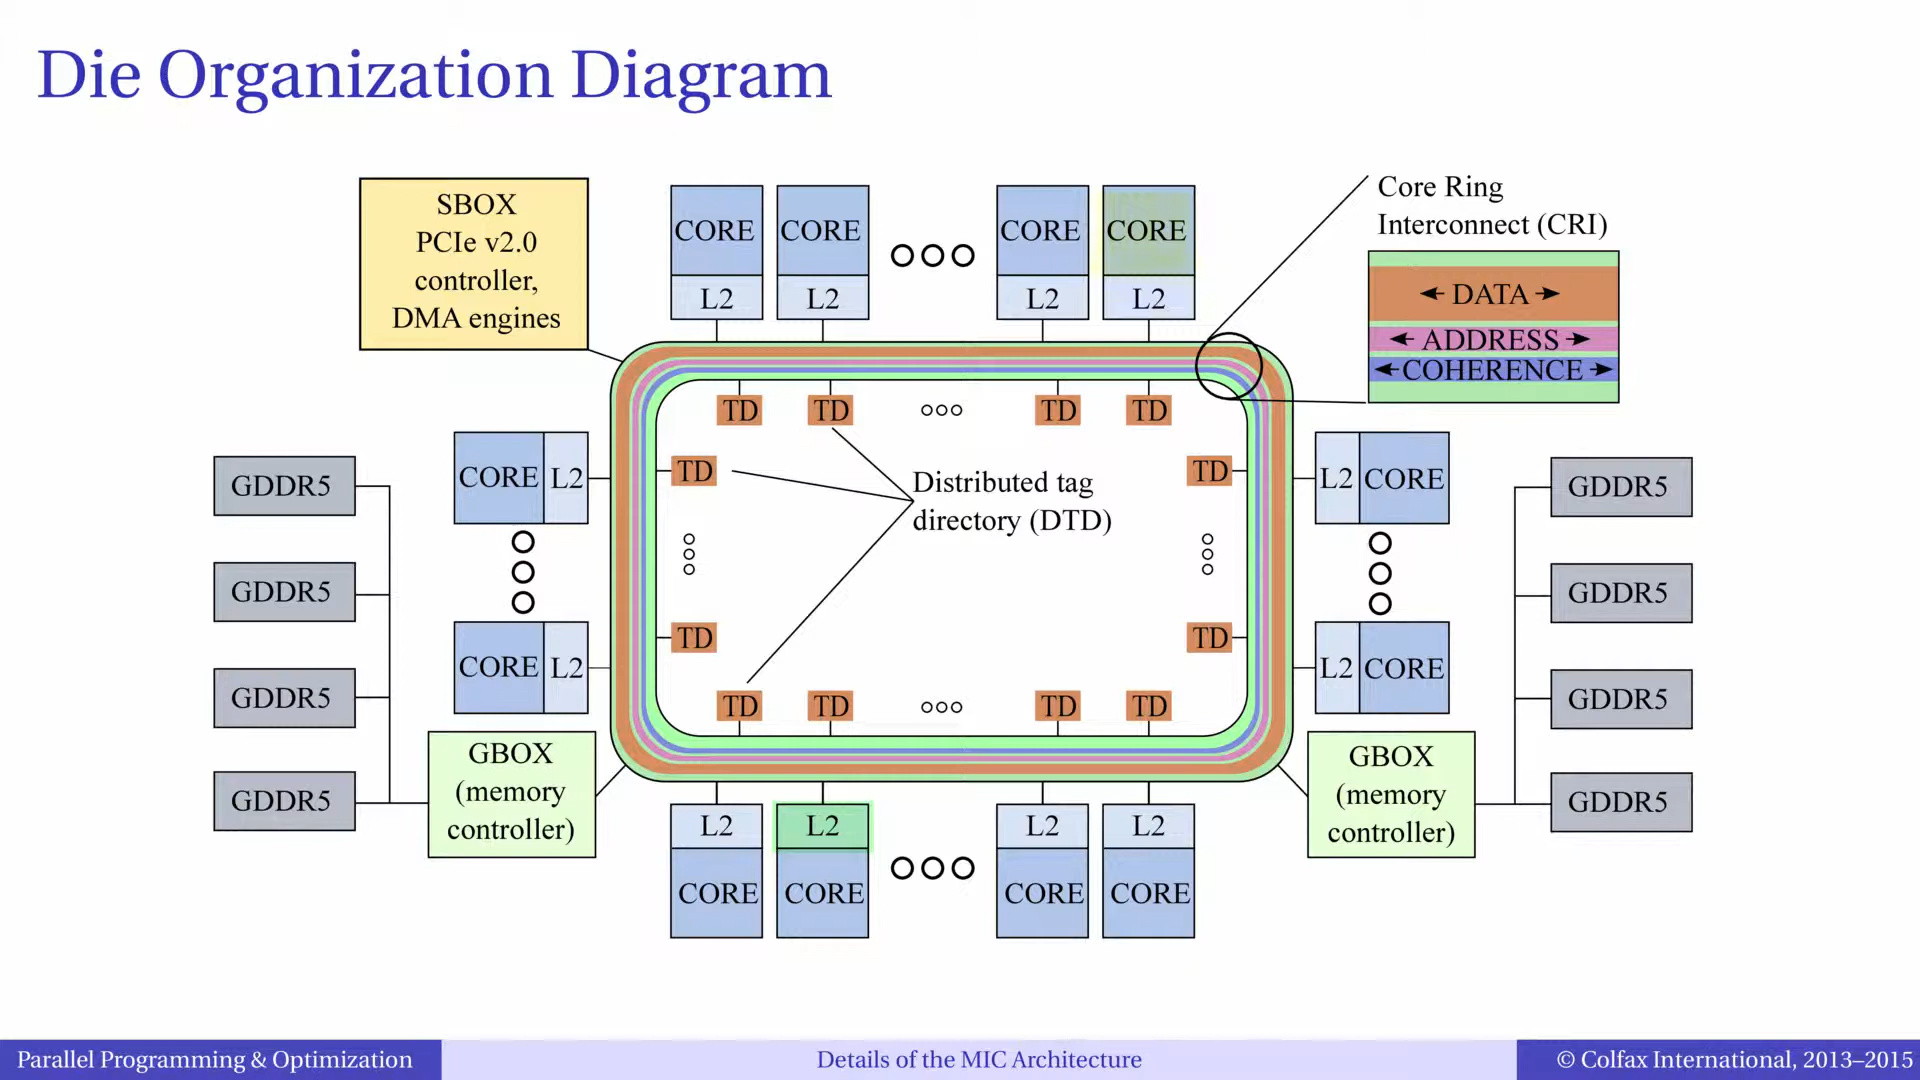 Die Organization Diagram
SBOX
PCIe v2.0
controller,
DMA engines
CORE
L2
CORE
L2
CORE
L2
CORE
L2
Core Ring
Interconnect (CRI)
DATA
ADDRESS
COHERENCE
TD
TD
TD
TD
TD
TD
TD
TD
TD
TD
TD
TD
Distributed tag
directory (DTD)
GDDR5
GDDR5
GDDR5
GDDR5
CORE L2
CORE L2
L2 CORE
L2 CORE
GDDR5
GDDR5
GDDR5
GDDR5
GBOX
(memory
controller)
GBOX
(memory
controller)
L2
CORE
L2
CORE
L2
CORE
L2
CORE
Parallel Programming & Optimization
Details of the MIC Architecture
© Colfax International, 2013–2015